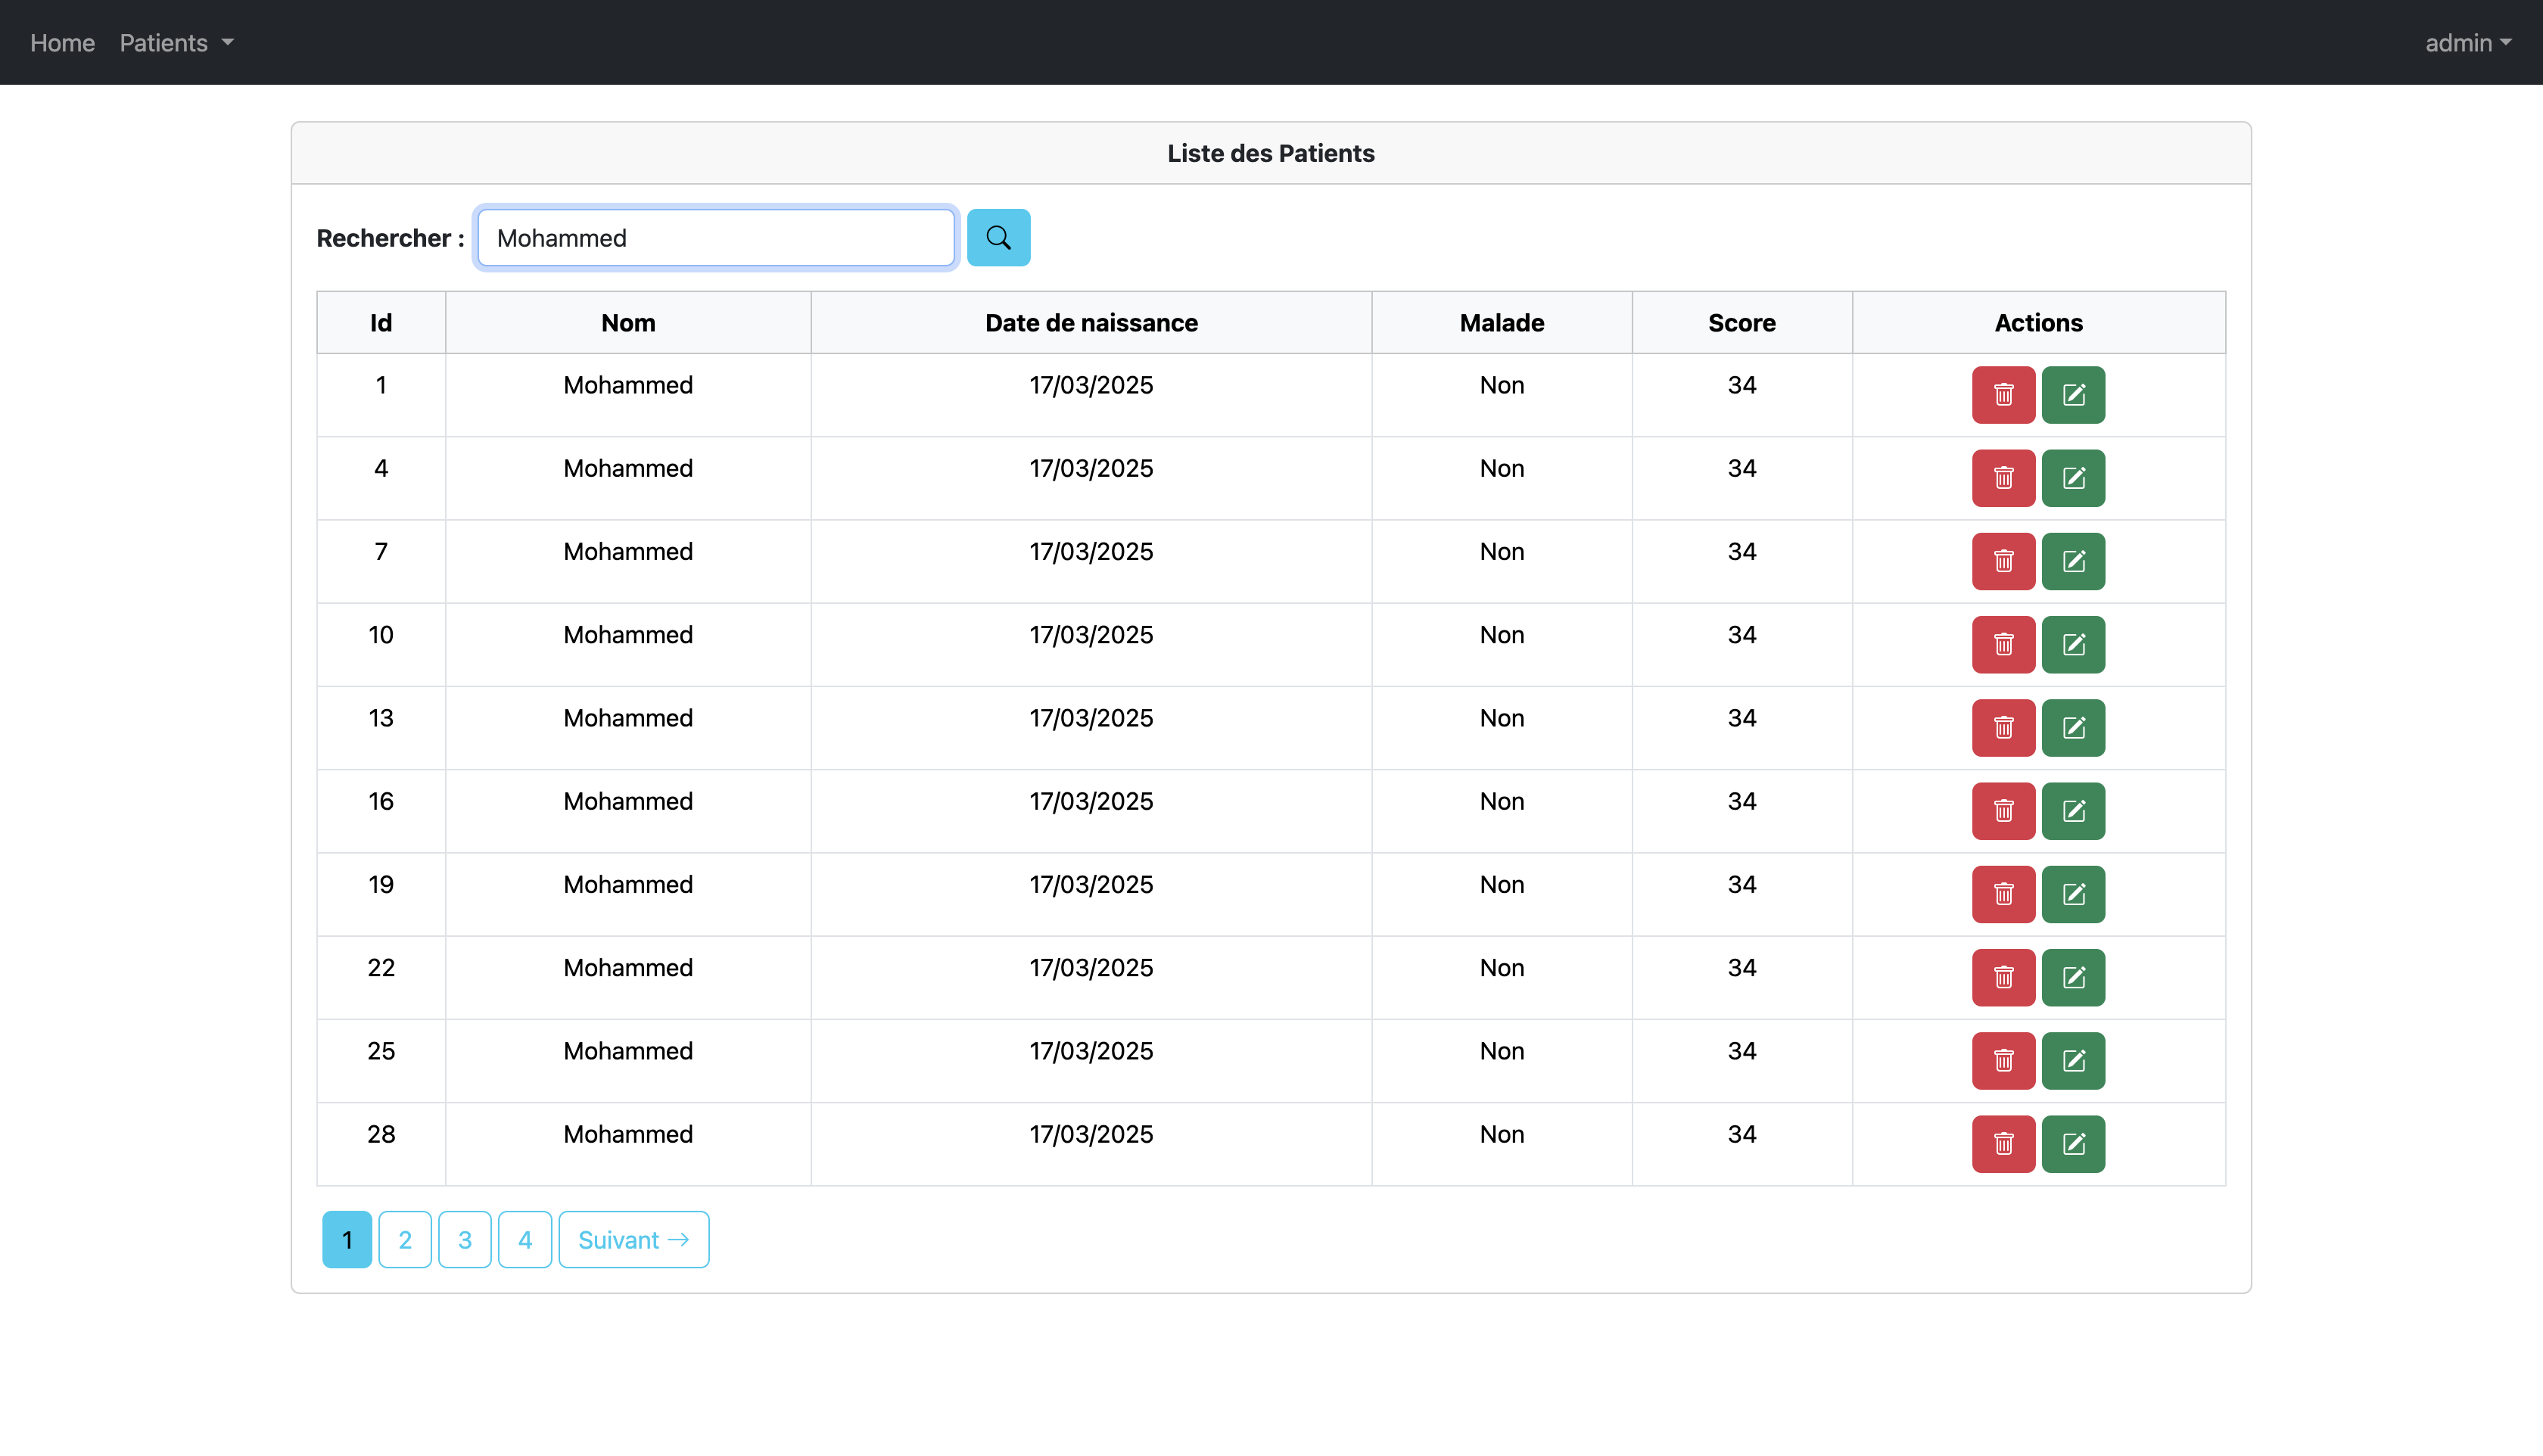 Home Patients admin
Liste des Patients
Rechercher : Mohammed
Id Nom Date de naissance Malade Score Actions
1 Mohammed 17/03/2025 Non 34
4 Mohammed 17/03/2025 Non 34
7 Mohammed 17/03/2025 Non 34
10 Mohammed 17/03/2025 Non 34
13 Mohammed 17/03/2025 Non 34
16 Mohammed 17/03/2025 Non 34
19 Mohammed 17/03/2025 Non 34
22 Mohammed 17/03/2025 Non 34
25 Mohammed 17/03/2025 Non 34
28 Mohammed 17/03/2025 Non 34
1 2 3 4 Suivant →